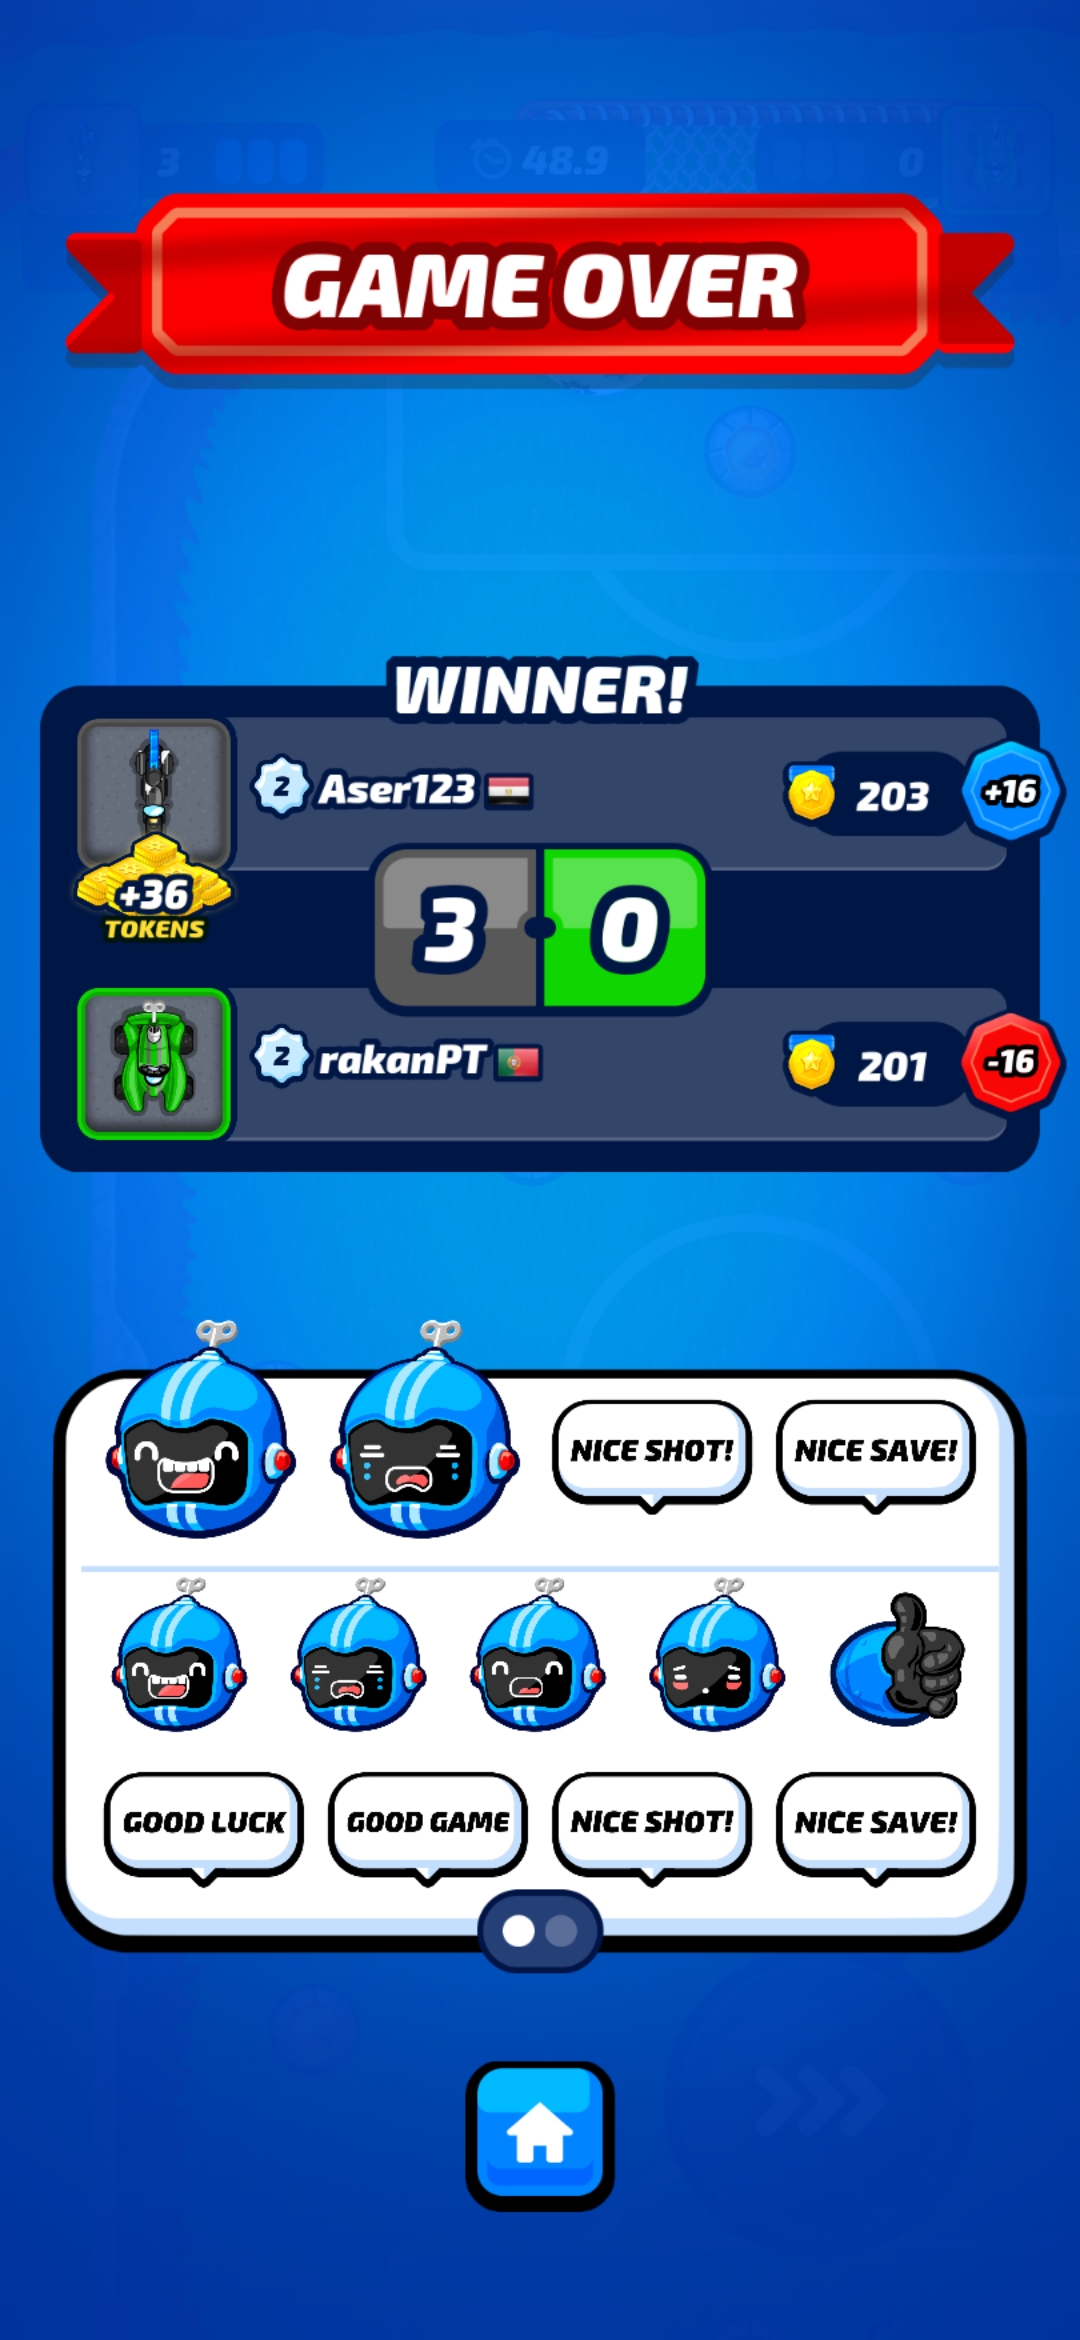 3 48.9 0
GAME OVER
WINNER!
2 Aser123 203 +16
+36
TOKENS
3 0
2 rakanPT 201 -16
NICE SHOT! NICE SAVE!
GOOD LUCK GOOD GAME NICE SHOT! NICE SAVE!